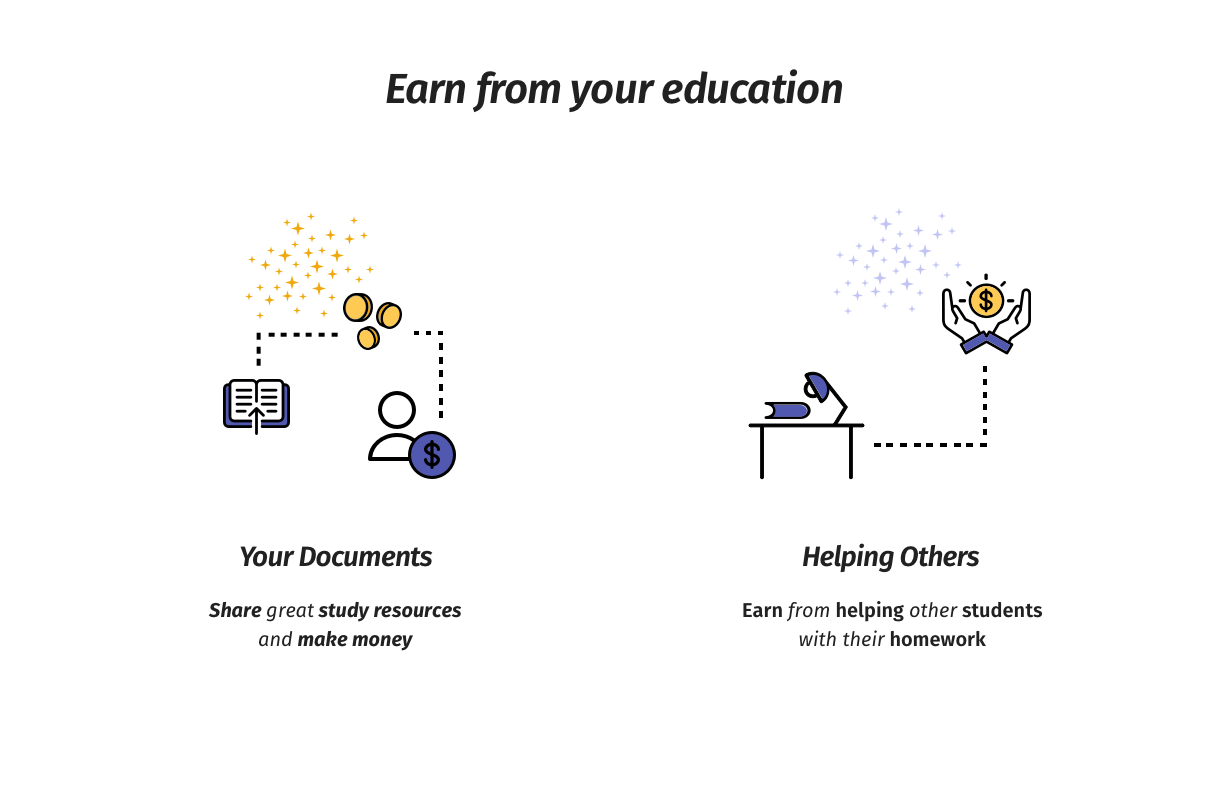 Earn from your education
$
$
Your Documents
Helping Others
Share great study resources
and make money
Earn from helping other students
with their homework